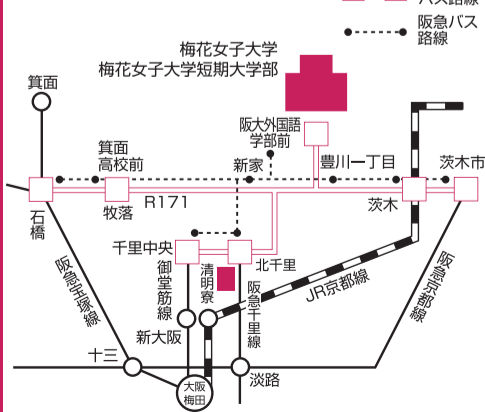 バス路線
阪急バス
路線
梅花女子大学
梅花女子大学短期大学部
箕面
阪大外国語
学部前
箕面
高校前
新家
豊川一丁目
茨木市
石橋
牧落
R171
茨木
千里中央
御堂筋線
清明寮
北千里
阪急宝塚線
阪急千里線
JR京都線
阪急京都線
新大阪
十三
淡路
大阪
梅田